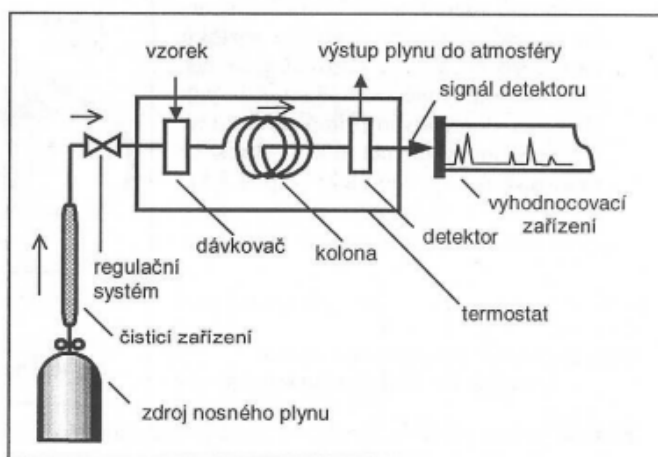 vzorek
výstup plynu do atmosféry
signál detektoru
dávkovač
kolona
detektor
vyhodnocovací
zařízení
regulační
systém
termostat
čisticí zařízení
zdroj nosného plynu